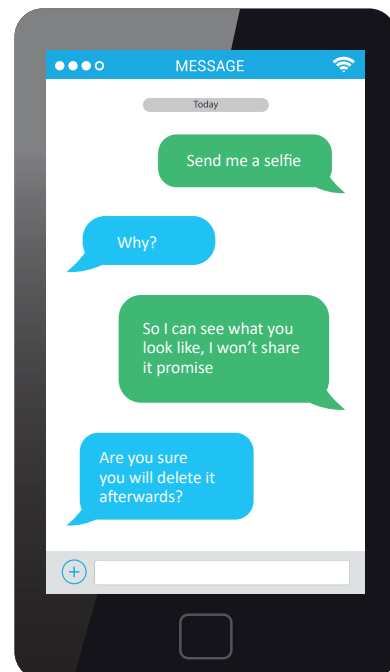 MESSAGE
Today
Send me a selfie
Why?
So I can see what you
look like, I won’t share
it promise
Are you sure
you will delete it
afterwards?